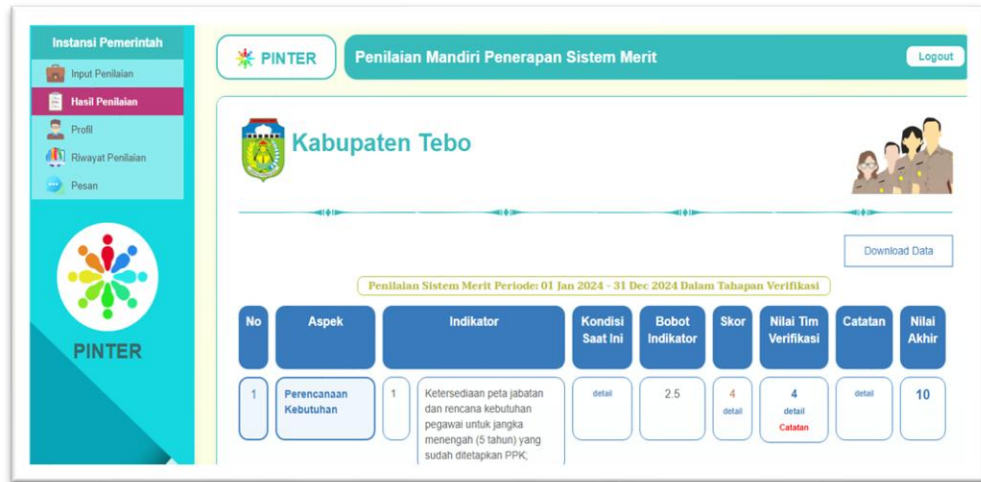 Instansi Pemerintah
Input Penilaian
Hasil Penilaian
Profil
Riwayat Penilaian
Pesan
PINTER
PINTER
Penilaian Mandiri Penerapan Sistem Merit
Logout
Kabupaten Tebo
Download Data
Penilaian Sistem Merit Periode: 01 Jan 2024 - 31 Dec 2024 Dalam Tahapan Verifikasi
No
Aspek
Indikator
Kondisi
Saat Ini
Bobot
Indikator
Skor
Nilai Tim
Verifikasi
Catatan
Nilai
Akhir
1
Perencanaan
Kebutuhan
1
Ketersediaan peta jabatan
dan rencana kebutuhan
pegawai untuk jangka
menengah (5 tahun) yang
sudah ditetapkan PPK;
detail
2.5
4
detail
4
detail
Catatan
detail
10